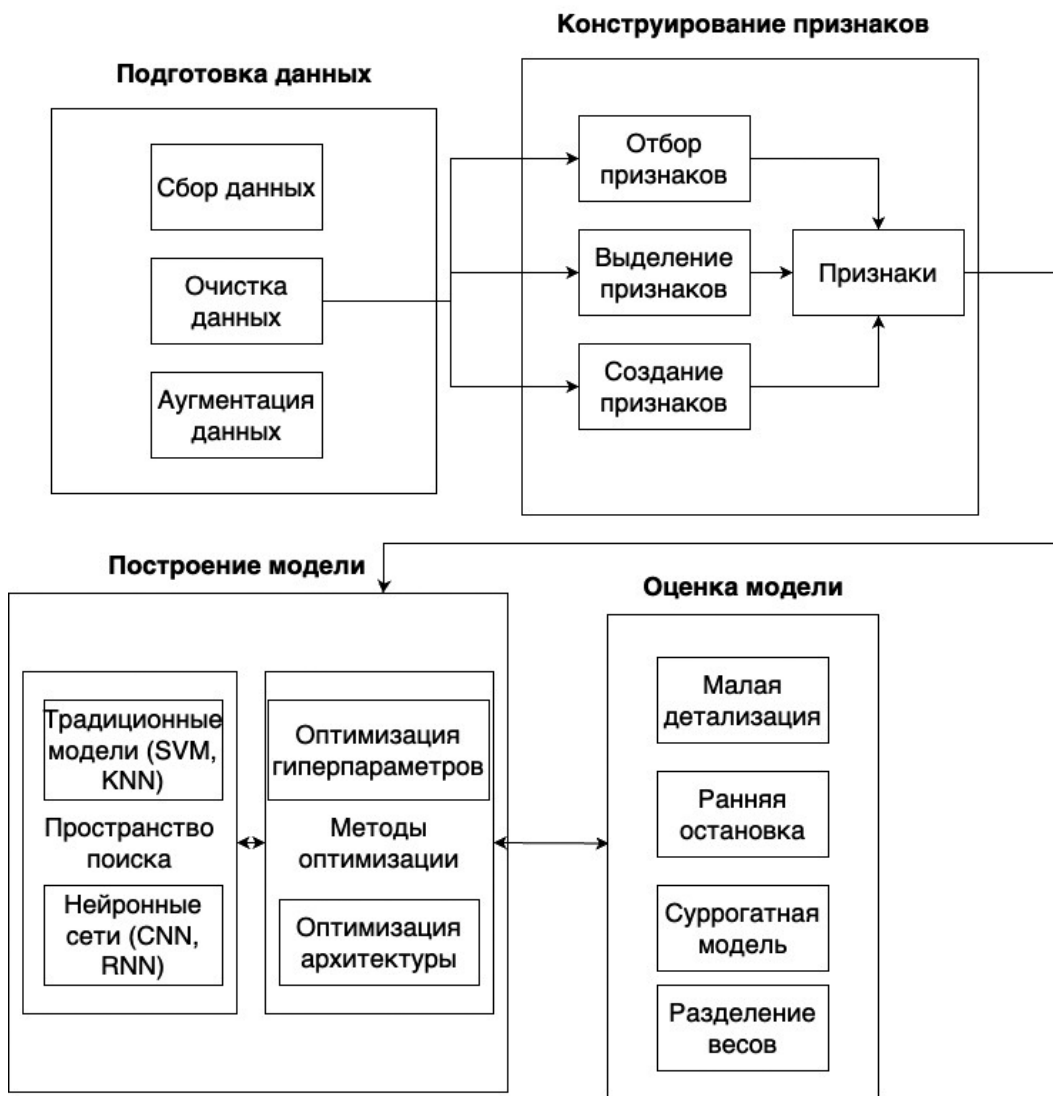 Конструирование признаков
Подготовка данных
Сбор данных
Очистка
данных
Аугментация
данных
Отбор
признаков
Выделение
признаков
Создание
признаков
Признаки
Построение модели
Традиционные
модели (SVM,
KNN)
Пространство
поиска
Нейронные
сети (CNN,
RNN)
Оптимизация
гиперпараметров
Методы
оптимизации
Оптимизация
архитектуры
Оценка модели
Малая
детализация
Ранняя
остановка
Суррогатная
модель
Разделение
весов